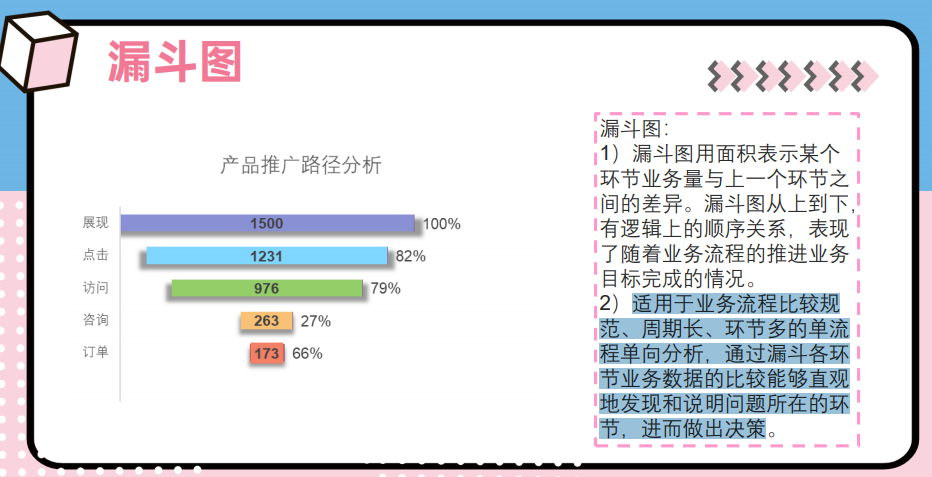 漏斗图
产品推广路径分析
展现 1500 100%
点击 1231 82%
访问 976 79%
咨询 263 27%
订单 173 66%
漏斗图：
1）漏斗图用面积表示某个
环节业务量与上一个环节之
间的差异。漏斗图从上到下，
有逻辑上的顺序关系，表现
了随着业务流程的推进业务
目标完成的情况。
2）适用于业务流程比较规
范、周期长、环节多的单流
程单向分析，通过漏斗各环
节业务数据的比较能够直观
地发现和说明问题所在的环
节，进而做出决策。